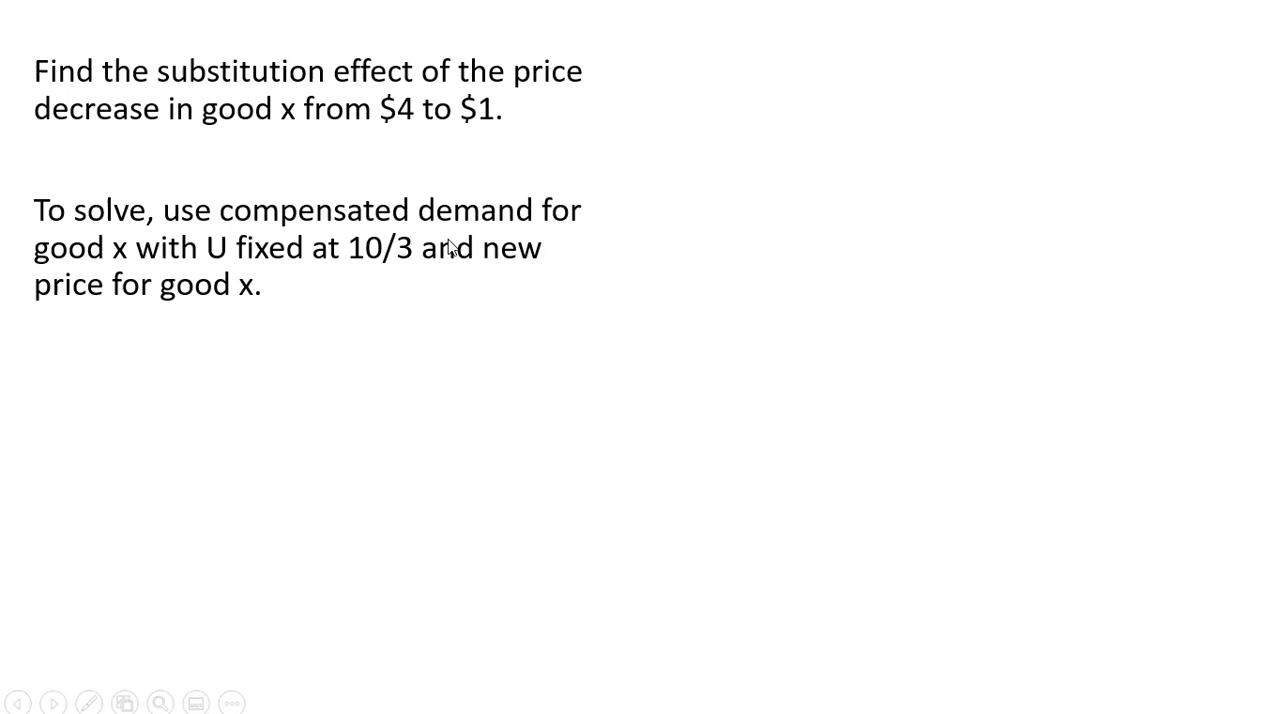 Find the substitution effect of the price
decrease in good x from $4 to $1.
To solve, use compensated demand for
good x with U fixed at 10/3 and new
price for good x.